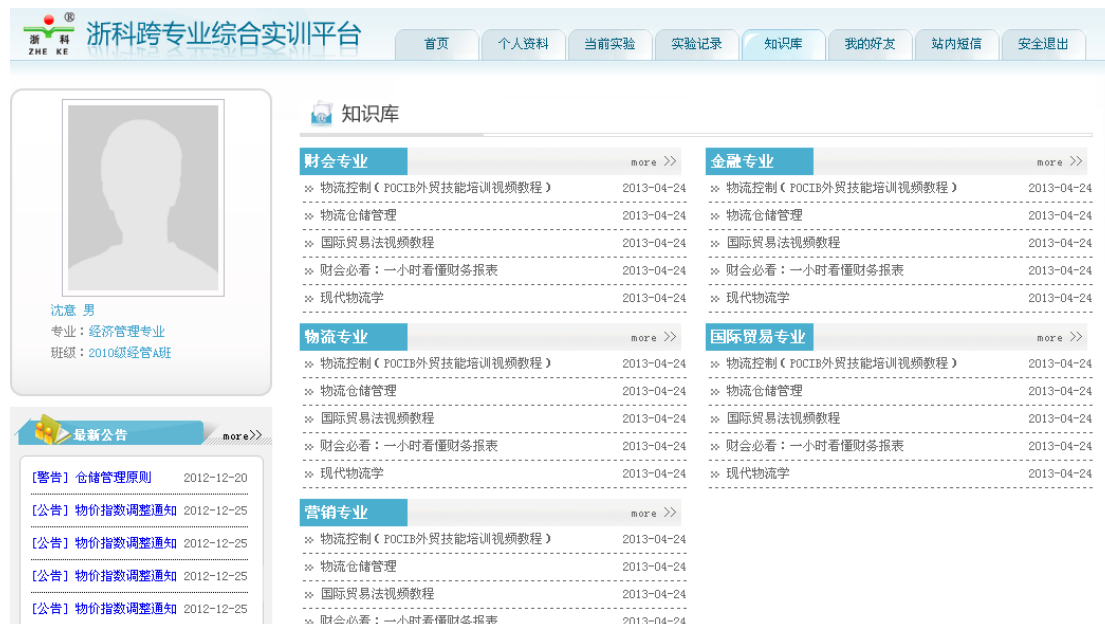 ®
浙 科
ZHE KE
浙科跨专业综合实训平台
首页 个人资料 当前实验 实验记录 知识库 我的好友 站内短信 安全退出
沈意 男
专业：经济管理专业
班级：2010级经管A班
最新公告 more>>
[警告] 仓储管理原则 2012-12-20
[公告] 物价指数调整通知 2012-12-25
[公告] 物价指数调整通知 2012-12-25
[公告] 物价指数调整通知 2012-12-25
[公告] 物价指数调整通知 2012-12-25
知识库
财会专业 more >>
» 物流控制(POCIB外贸技能培训视频教程) 2013-04-24
» 物流仓储管理 2013-04-24
» 国际贸易法视频教程 2013-04-24
» 财会必看：一小时看懂财务报表 2013-04-24
» 现代物流学 2013-04-24
金融专业 more >>
» 物流控制(POCIB外贸技能培训视频教程) 2013-04-24
» 物流仓储管理 2013-04-24
» 国际贸易法视频教程 2013-04-24
» 财会必看：一小时看懂财务报表 2013-04-24
» 现代物流学 2013-04-24
物流专业 more >>
» 物流控制(POCIB外贸技能培训视频教程) 2013-04-24
» 物流仓储管理 2013-04-24
» 国际贸易法视频教程 2013-04-24
» 财会必看：一小时看懂财务报表 2013-04-24
» 现代物流学 2013-04-24
国际贸易专业 more >>
» 物流控制(POCIB外贸技能培训视频教程) 2013-04-24
» 物流仓储管理 2013-04-24
» 国际贸易法视频教程 2013-04-24
» 财会必看：一小时看懂财务报表 2013-04-24
» 现代物流学 2013-04-24
营销专业 more >>
» 物流控制(POCIB外贸技能培训视频教程) 2013-04-24
» 物流仓储管理 2013-04-24
» 国际贸易法视频教程 2013-04-24
» 财会必看：一小时看懂财务报表 2013-04-24